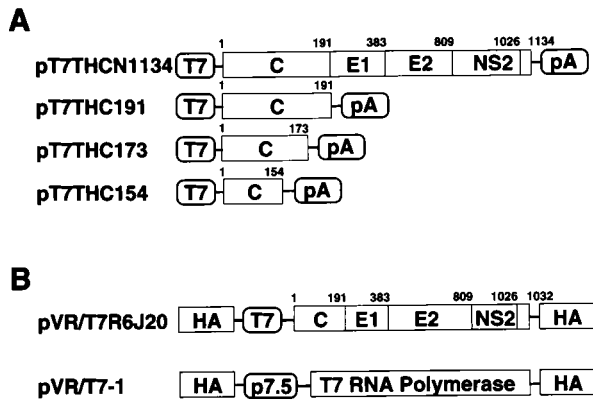 A
1 191 383 809 1026 1134
pT7THCN1134 T7 C E1 E2 NS2 pA
1 191
pT7THC191 T7 C pA
1 173
pT7THC173 T7 C pA
1 154
pT7THC154 T7 C pA
B
1 191 383 809 1026 1032
pVR/T7R6J20 HA T7 C E1 E2 NS2 HA
pVR/T7-1 HA p7.5 T7 RNA Polymerase HA